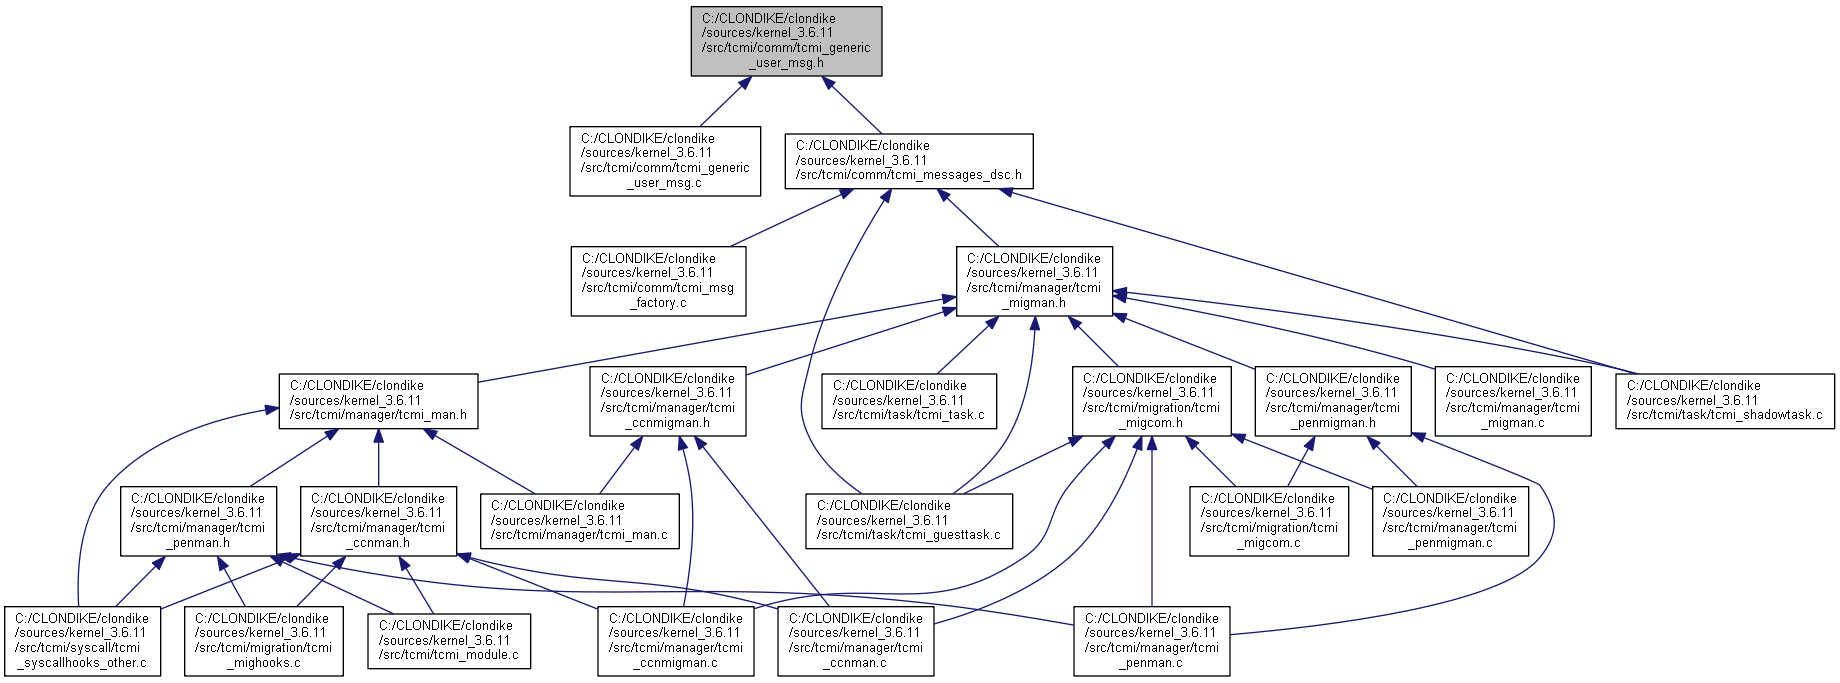 C:/CLONDIKE/clondike
/sources/kernel_3.6.11
/src/tcmi/comm/tcmi_generic
_user_msg.h
C:/CLONDIKE/clondike
/sources/kernel_3.6.11
/src/tcmi/comm/tcmi_generic
_user_msg.c
C:/CLONDIKE/clondike
/sources/kernel_3.6.11
/src/tcmi/comm/tcmi_messages_dsc.h
C:/CLONDIKE/clondike
/sources/kernel_3.6.11
/src/tcmi/comm/tcmi_msg
_factory.c
C:/CLONDIKE/clondike
/sources/kernel_3.6.11
/src/tcmi/manager/tcmi
_migman.h
C:/CLONDIKE/clondike
/sources/kernel_3.6.11
/src/tcmi/manager/tcmi_man.h
C:/CLONDIKE/clondike
/sources/kernel_3.6.11
/src/tcmi/manager/tcmi
_ccnmigman.h
C:/CLONDIKE/clondike
/sources/kernel_3.6.11
/src/tcmi/task/tcmi_task.c
C:/CLONDIKE/clondike
/sources/kernel_3.6.11
/src/tcmi/migration/tcmi
_migcom.h
C:/CLONDIKE/clondike
/sources/kernel_3.6.11
/src/tcmi/manager/tcmi
_penmigman.h
C:/CLONDIKE/clondike
/sources/kernel_3.6.11
/src/tcmi/manager/tcmi
_migman.c
C:/CLONDIKE/clondike
/sources/kernel_3.6.11
/src/tcmi/task/tcmi_shadowtask.c
C:/CLONDIKE/clondike
/sources/kernel_3.6.11
/src/tcmi/manager/tcmi
_penman.h
C:/CLONDIKE/clondike
/sources/kernel_3.6.11
/src/tcmi/manager/tcmi
_ccnman.h
C:/CLONDIKE/clondike
/sources/kernel_3.6.11
/src/tcmi/manager/tcmi_man.c
C:/CLONDIKE/clondike
/sources/kernel_3.6.11
/src/tcmi/task/tcmi_guesttask.c
C:/CLONDIKE/clondike
/sources/kernel_3.6.11
/src/tcmi/migration/tcmi
_migcom.c
C:/CLONDIKE/clondike
/sources/kernel_3.6.11
/src/tcmi/manager/tcmi
_penmigman.c
C:/CLONDIKE/clondike
/sources/kernel_3.6.11
/src/tcmi/syscall/tcmi
_syscallhooks_other.c
C:/CLONDIKE/clondike
/sources/kernel_3.6.11
/src/tcmi/migration/tcmi
_mighooks.c
C:/CLONDIKE/clondike
/sources/kernel_3.6.11
/src/tcmi/tcmi_module.c
C:/CLONDIKE/clondike
/sources/kernel_3.6.11
/src/tcmi/manager/tcmi
_ccnmigman.c
C:/CLONDIKE/clondike
/sources/kernel_3.6.11
/src/tcmi/manager/tcmi
_ccnman.c
C:/CLONDIKE/clondike
/sources/kernel_3.6.11
/src/tcmi/manager/tcmi
_penman.c